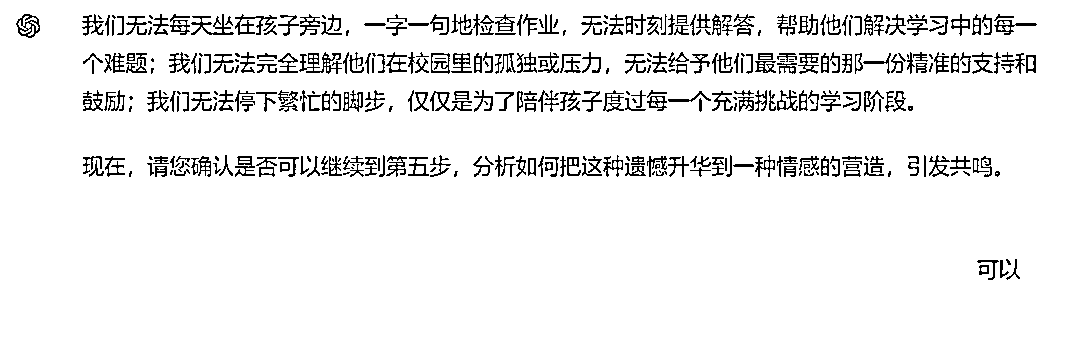 我们无法每天坐在孩子旁边，一字一句地检查作业，无法时刻提供解答，帮助他们解决学习中的每一
个难题；我们无法完全理解他们在校园里的孤独或压力，无法给予他们最需要的那一份精准的支持和
鼓励；我们无法停下繁忙的脚步，仅仅是为了陪伴孩子度过每一个充满挑战的学习阶段。
现在，请您确认是否可以继续到第五步，分析如何把这种遗憾升华到一种情感的营造，引发共鸣。
可以